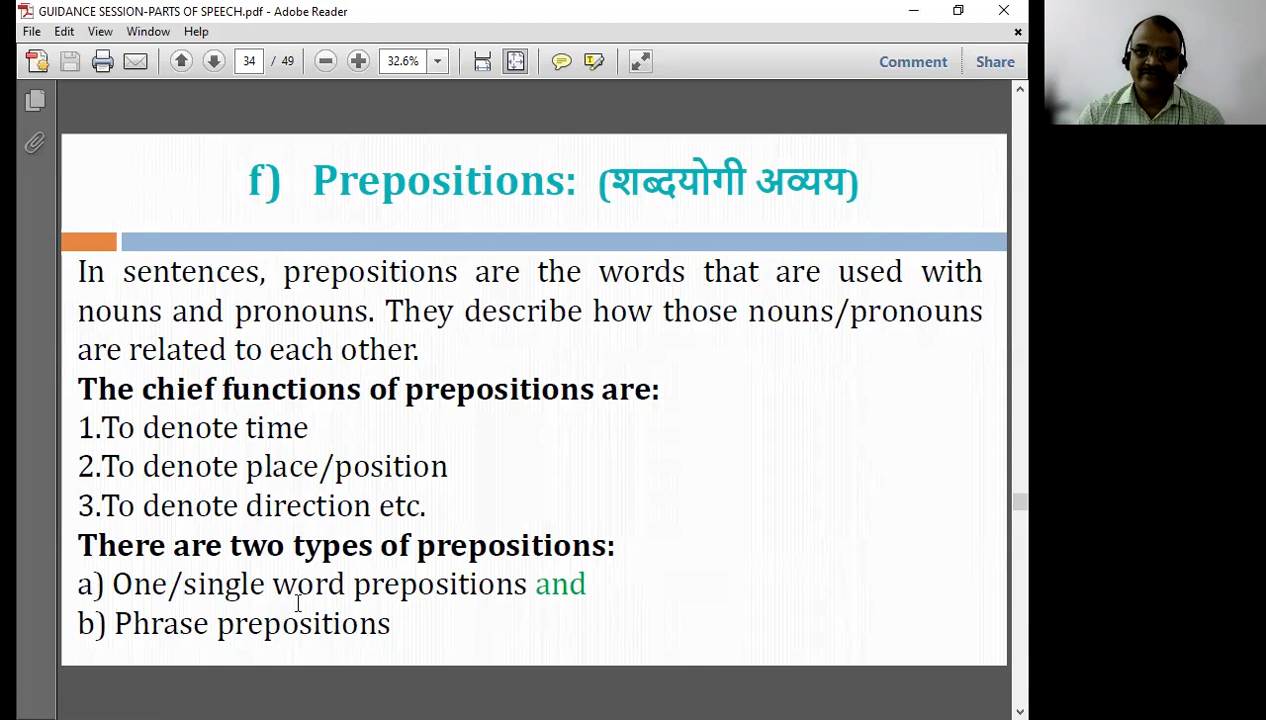 GUIDANCE SESSION-PARTS OF SPEECH.pdf - Adobe Reader
File Edit View Window Help
34 / 49 32.6% Comment Share
f) Prepositions: (शब्दयोगी अव्यय)
In sentences, prepositions are the words that are used with
nouns and pronouns. They describe how those nouns/pronouns
are related to each other.
The chief functions of prepositions are:
1.To denote time
2.To denote place/position
3.To denote direction etc.
There are two types of prepositions:
a) One/single word prepositions and
b) Phrase prepositions